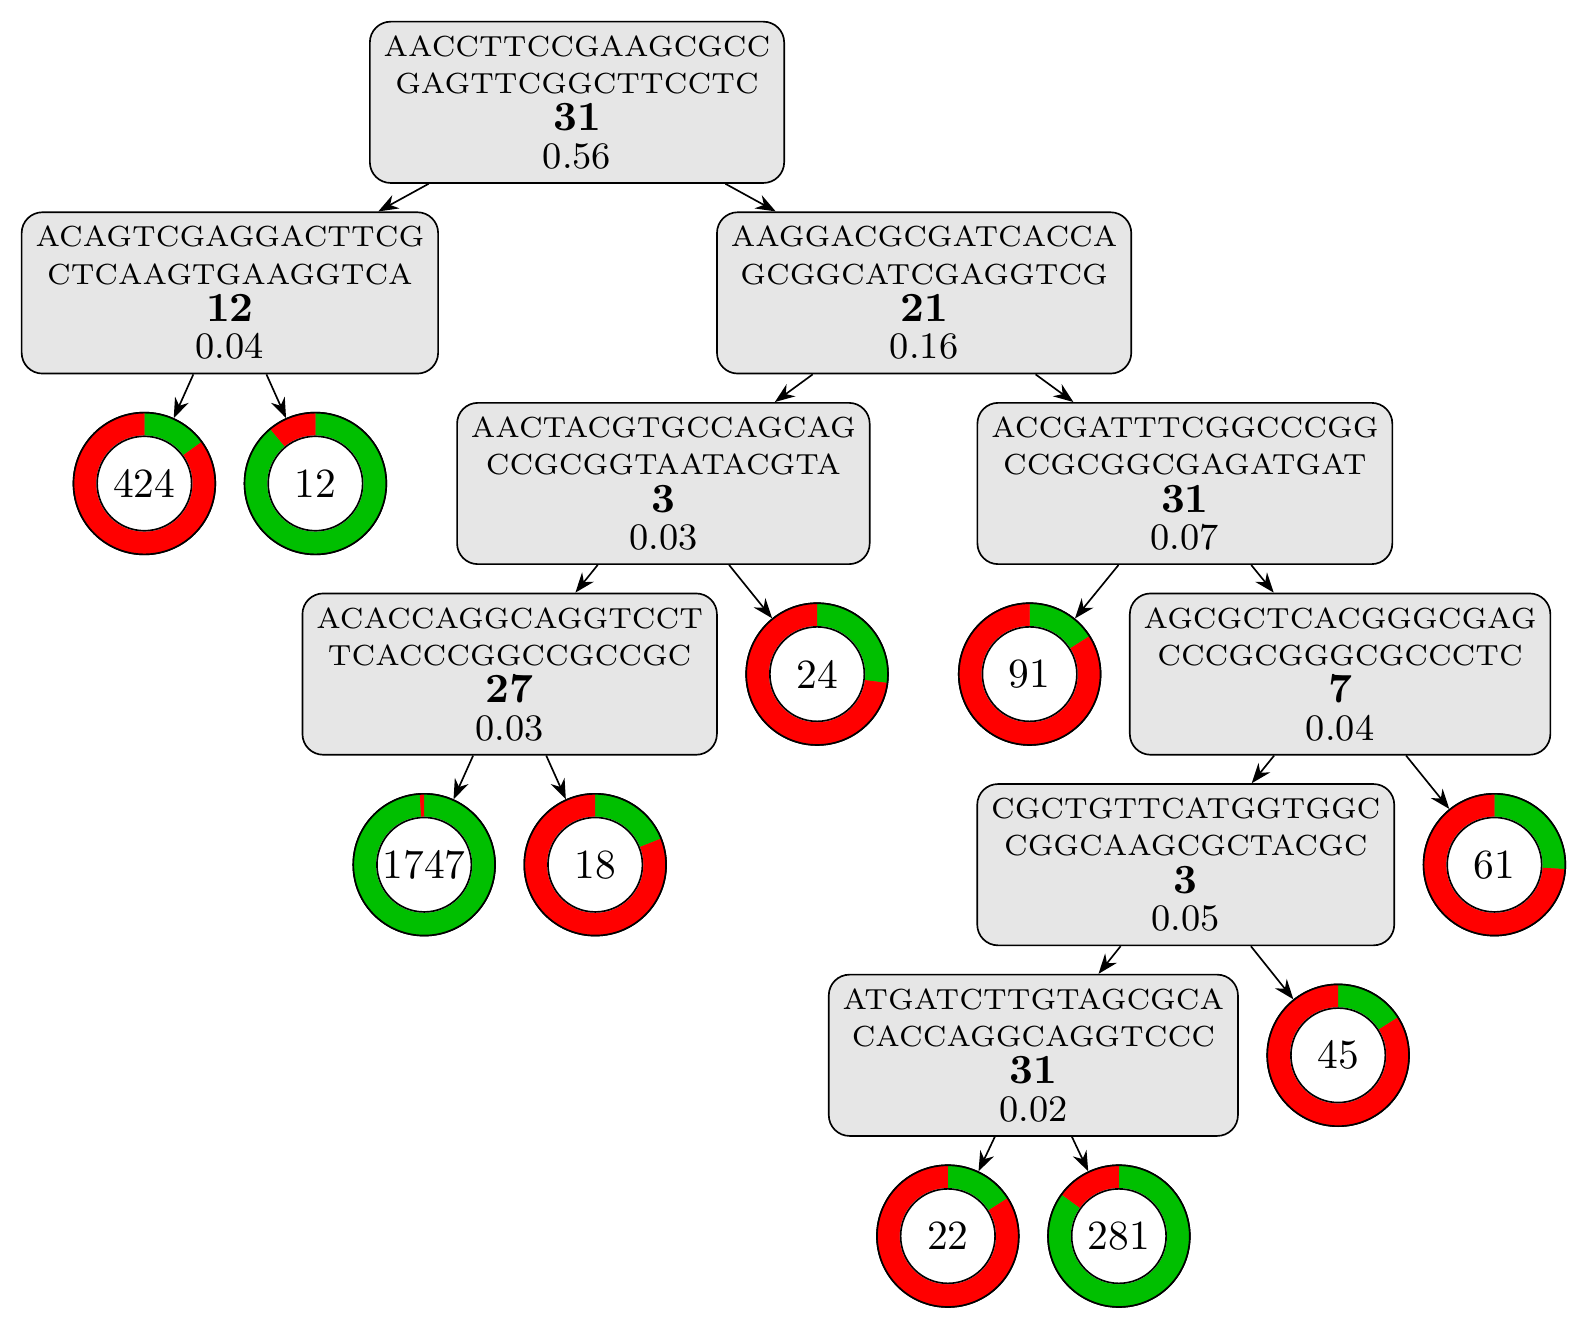 AACCTTCCGAAGCGCC
GAGTTCGGCTTCCTC
31
0.56
ACAGTCGAGGACTTCG
CTCAAGTGAAGGTCA
12
0.04
AAGGACGCGATCACCA
GCGGCATCGAGGTCG
21
0.16
424
12
AACTACGTGCCAGCAG
CCGCGGTAATACGTA
3
0.03
ACCGATTTCGGCCCGG
CCGCGGCGAGATGAT
31
0.07
ACACCAGGCAGGTCCT
TCACCCGGCCGCCGC
27
0.03
24
91
AGCGCTCACGGGCGAG
CCCGCGGGCGCCCTC
7
0.04
1747
18
CGCTGTTCATGGTGGC
CGGCAAGCGCTACGC
3
0.05
61
ATGATCTTGTAGCGCA
CACCAGGCAGGTCCC
31
0.02
45
22
281